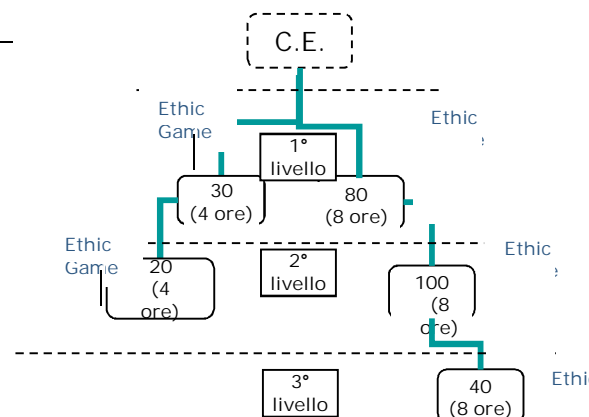 C.E.
Ethic
Game
Ethic
1°
livello
30
(4 ore)
80
(8 ore)
Ethic
Game
20
(4
ore)
2°
livello
100
(8
ore)
Ethic
3°
livello
40
(8 ore)